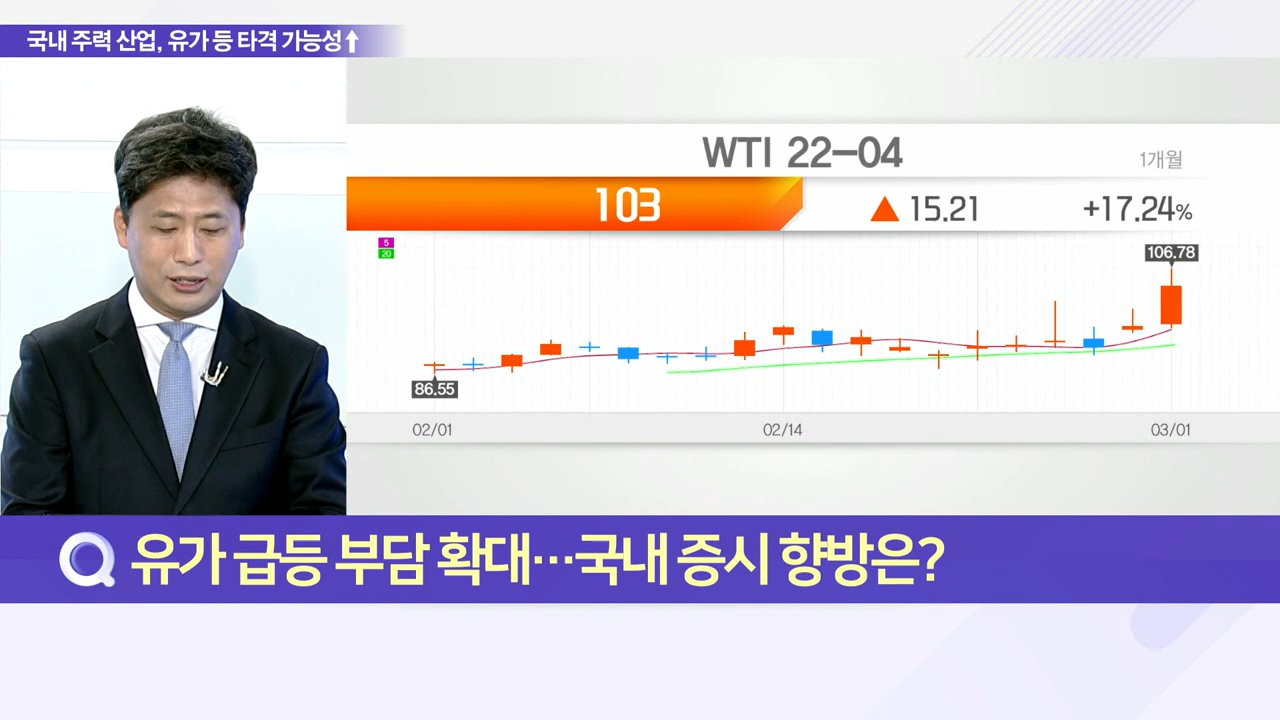 국내 주력 산업, 유가 등 타격 가능성⬆
WTI 22-04
1개월
103 ▲ 15.21 +17.24%
5
20
106.78
86.55
02/01 02/14 03/01
Q 유가 급등 부담 확대…국내 증시 향방은?